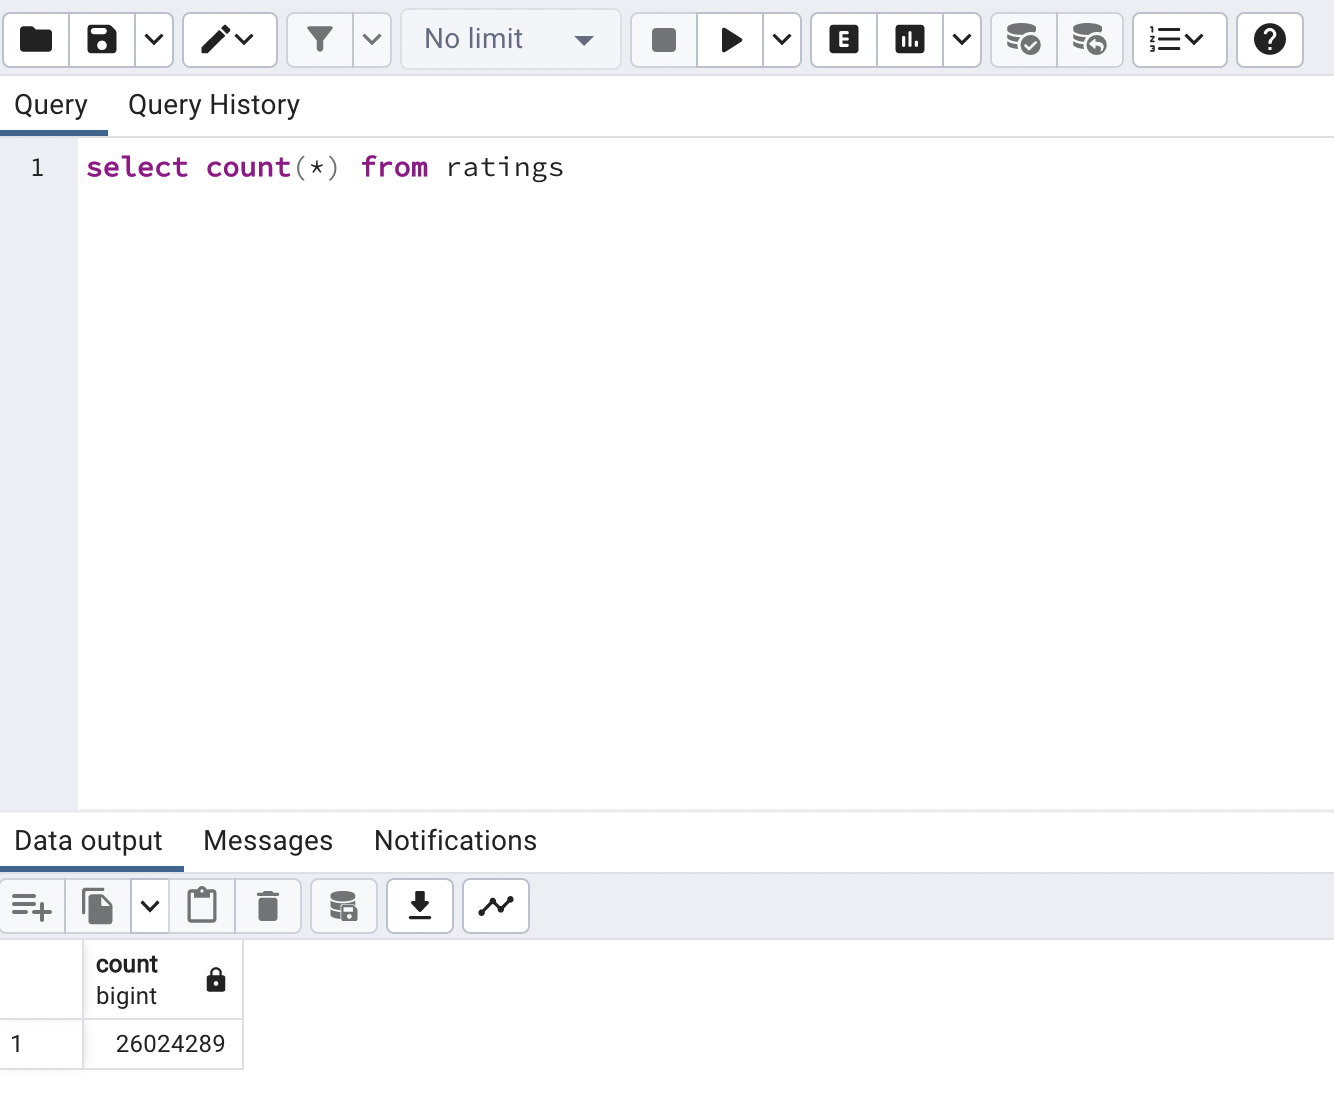 No limit
E
Query Query History
1 select count(*) from ratings
Data output Messages Notifications
count
bigint
1 26024289